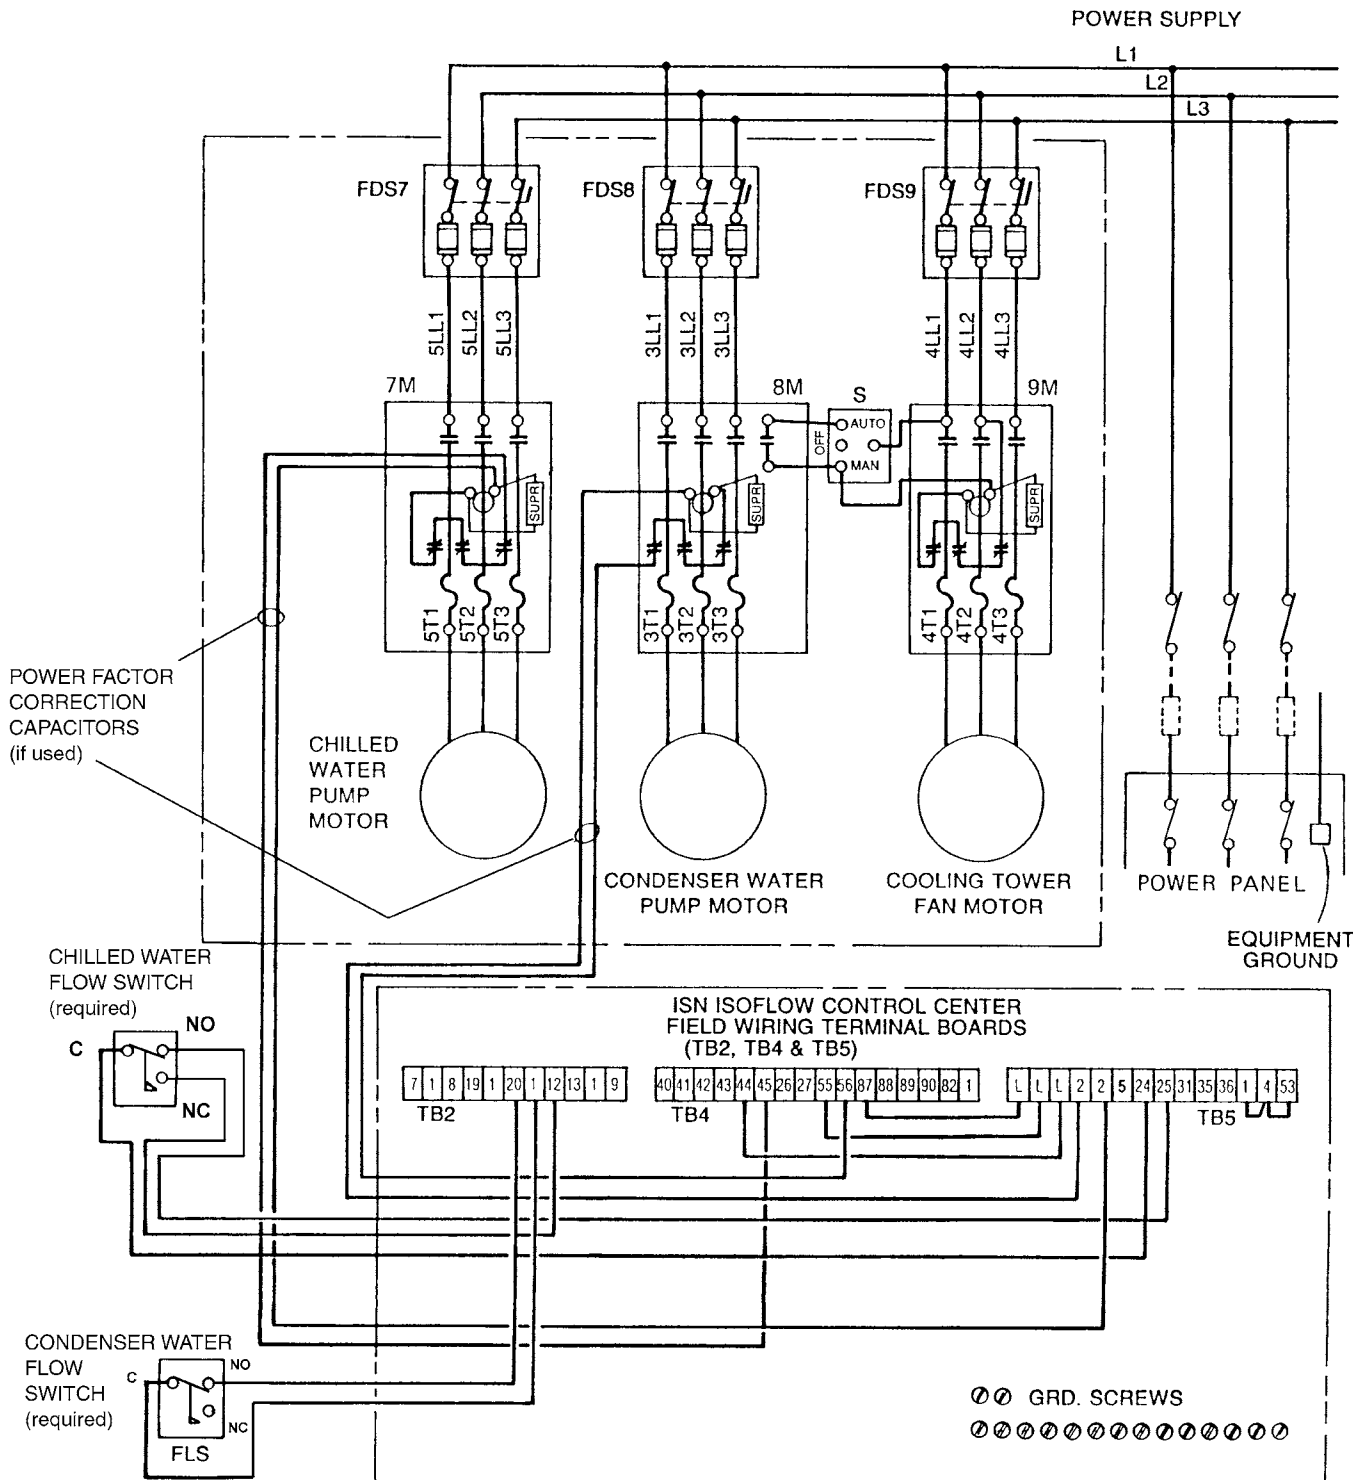 POWER SUPPLY
L1
L2
L3
FDS7
FDS8
FDS9
5LL1
5LL2
5LL3
3LL1
3LL2
3LL3
4LL1
4LL2
4LL3
7M
8M
S
9M
AUTO
OFF
MAN
SUPR
SUPR
SUPR
5T1
5T2
5T3
3T1
3T2
3T3
4T1
4T2
4T3
POWER FACTOR
CORRECTION
CAPACITORS
(if used)
CHILLED
WATER
PUMP
MOTOR
CONDENSER WATER
PUMP MOTOR
COOLING TOWER
FAN MOTOR
POWER PANEL
EQUIPMENT
GROUND
CHILLED WATER
FLOW SWITCH
(required)
NO
C
NC
ISN ISOFLOW CONTROL CENTER
FIELD WIRING TERMINAL BOARDS
(TB2, TB4 & TB5)
7 1 8 19 1 20 1 12 13 1 9
TB2
40 41 42 43 44 45 26 27 55 56 87 88 89 90 82 1
TB4
L L L 2 2 5 24 25 31 35 36 1 4 53
TB5
CONDENSER WATER
FLOW
SWITCH
(required)
NO
C
NC
FLS
GRD. SCREWS